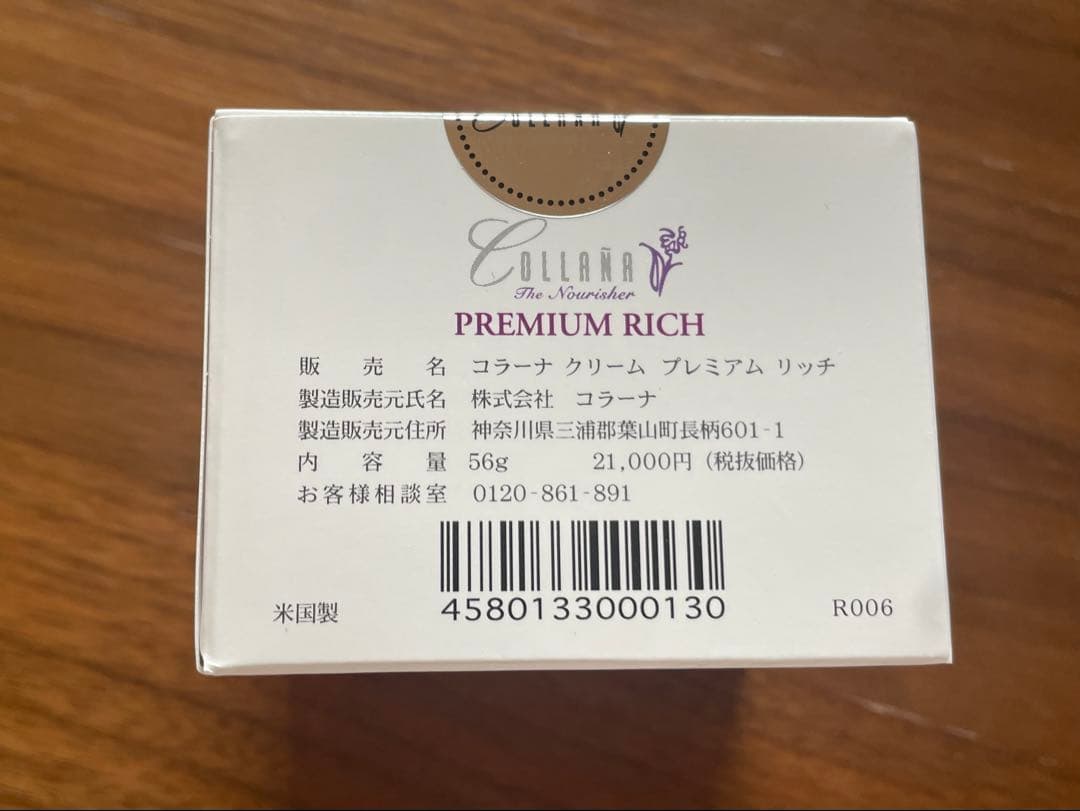 COLLAÑA
COLLAÑA
The Nourisher
PREMIUM RICH
販売名 コラーナ クリーム プレミアム リッチ
製造販売元氏名 株式会社 コラーナ
製造販売元住所 神奈川県三浦郡葉山町長柄601-1
内容量 56g 21,000円（税抜価格）
お客様相談室 0120-861-891
4580133000130
米国製 R006